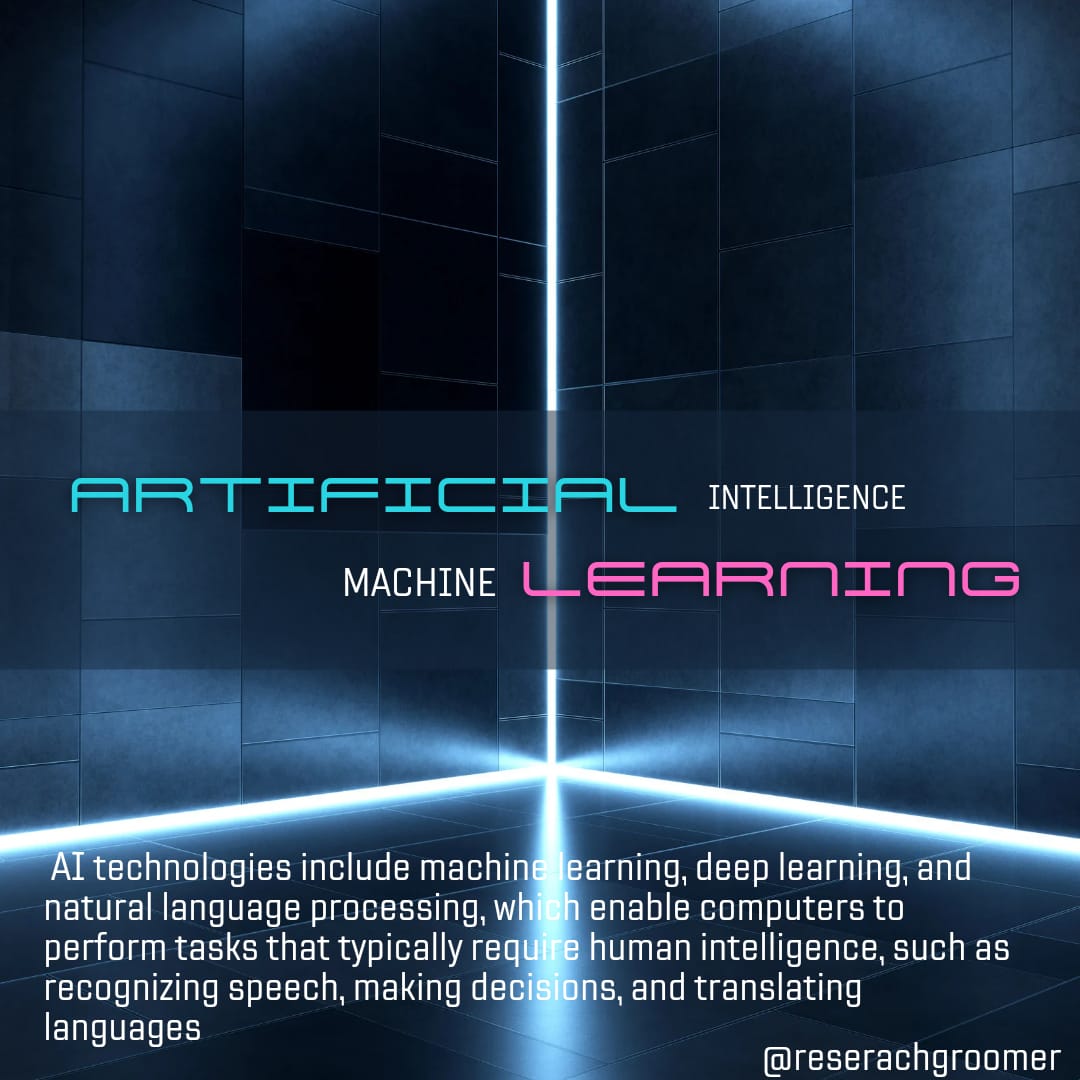 ARTIFICIAL INTELLIGENCE
MACHINE LEARNING
AI technologies include machine learning, deep learning, and
natural language processing, which enable computers to
perform tasks that typically require human intelligence, such as
recognizing speech, making decisions, and translating
languages
@reserachgroomer